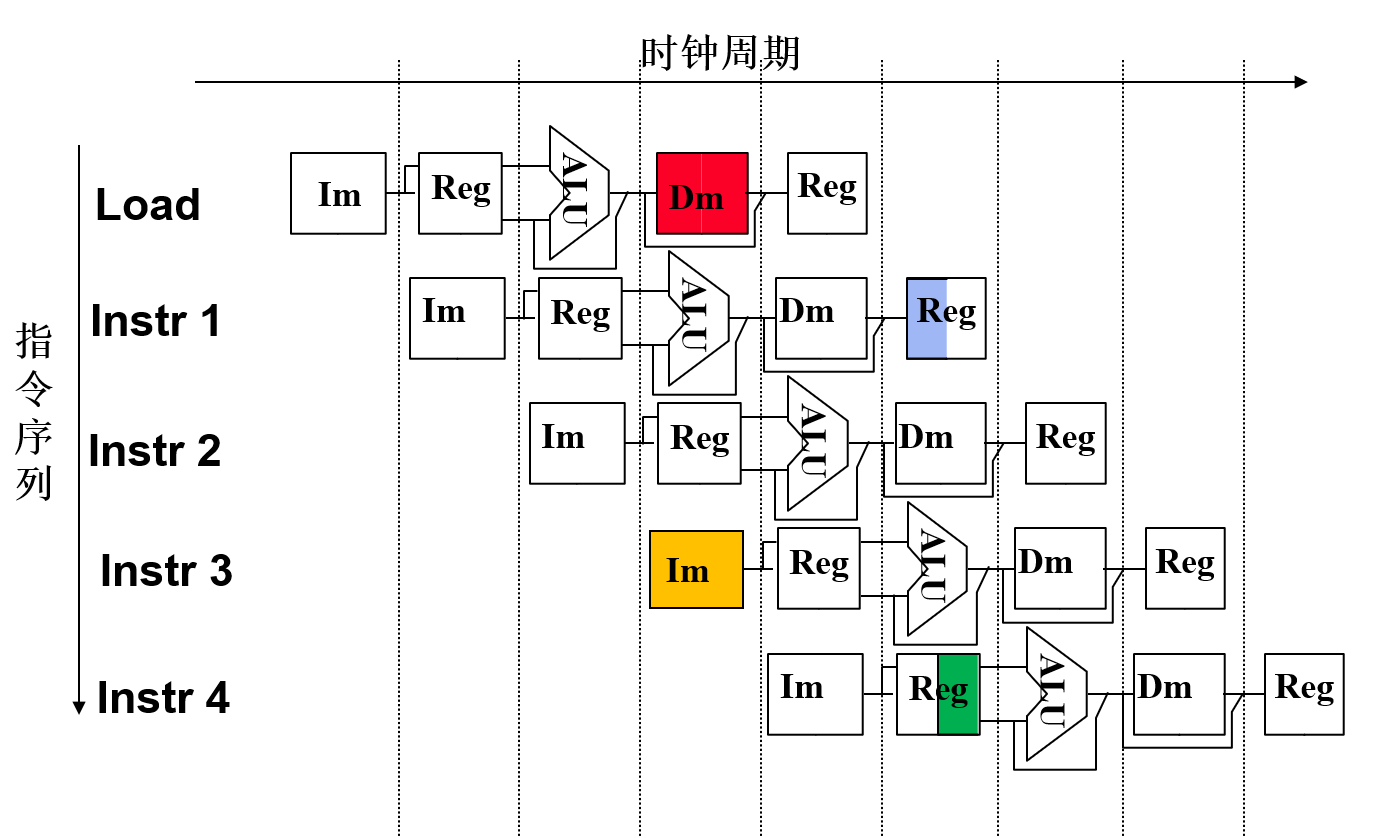 时钟周期
指令序列
Load
Im
Reg
ALU
Dm
Reg
Instr 1
Im
Reg
ALU
Dm
Reg
Instr 2
Im
Reg
ALU
Dm
Reg
Instr 3
Im
Reg
ALU
Dm
Reg
Instr 4
Im
Reg
ALU
Dm
Reg